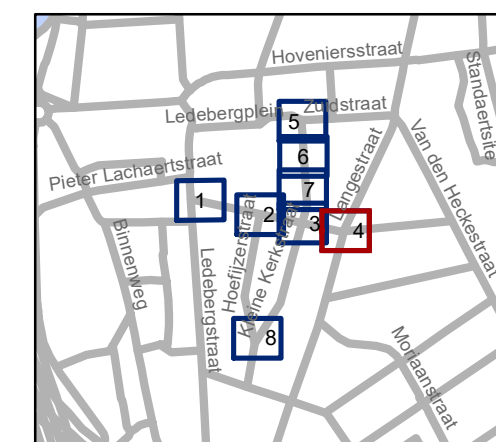 Hoveniersstraat
Standaertsite
Ledebergplein
Zuidstraat
5
Van den Heckestraat
6
Langestraat
Pieter Lachaertstraat
7
1
2
3
4
Hoefijzerstraat
Kleine Kerkstraat
Binnenweg
Ledebergstraat
8
Moriaanstraat